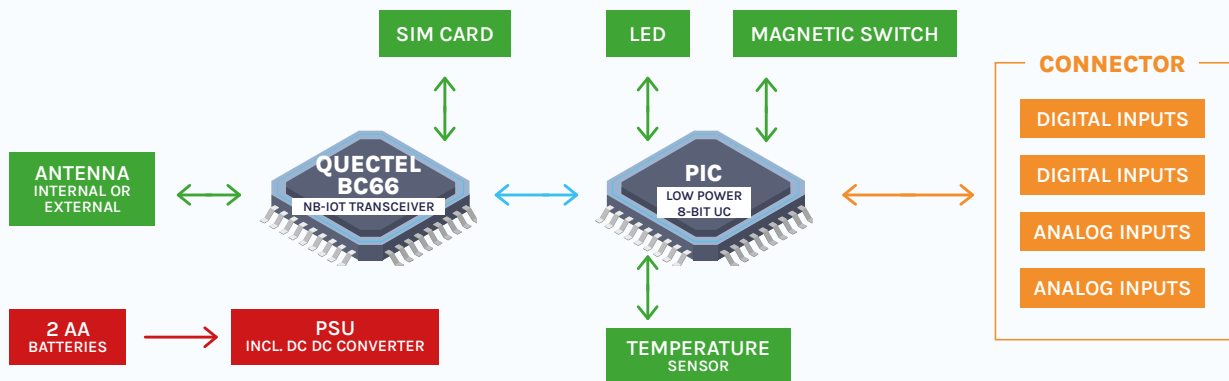 SIM CARD
LED
MAGNETIC SWITCH
CONNECTOR
DIGITAL INPUTS
DIGITAL INPUTS
ANALOG INPUTS
ANALOG INPUTS
ANTENNA
INTERNAL OR
EXTERNAL
QUECTEL
BC66
NB-IOT TRANSCEIVER
PIC
LOW POWER
8-BIT UC
2 AA
BATTERIES
PSU
INCL. DC DC CONVERTER
TEMPERATURE
SENSOR